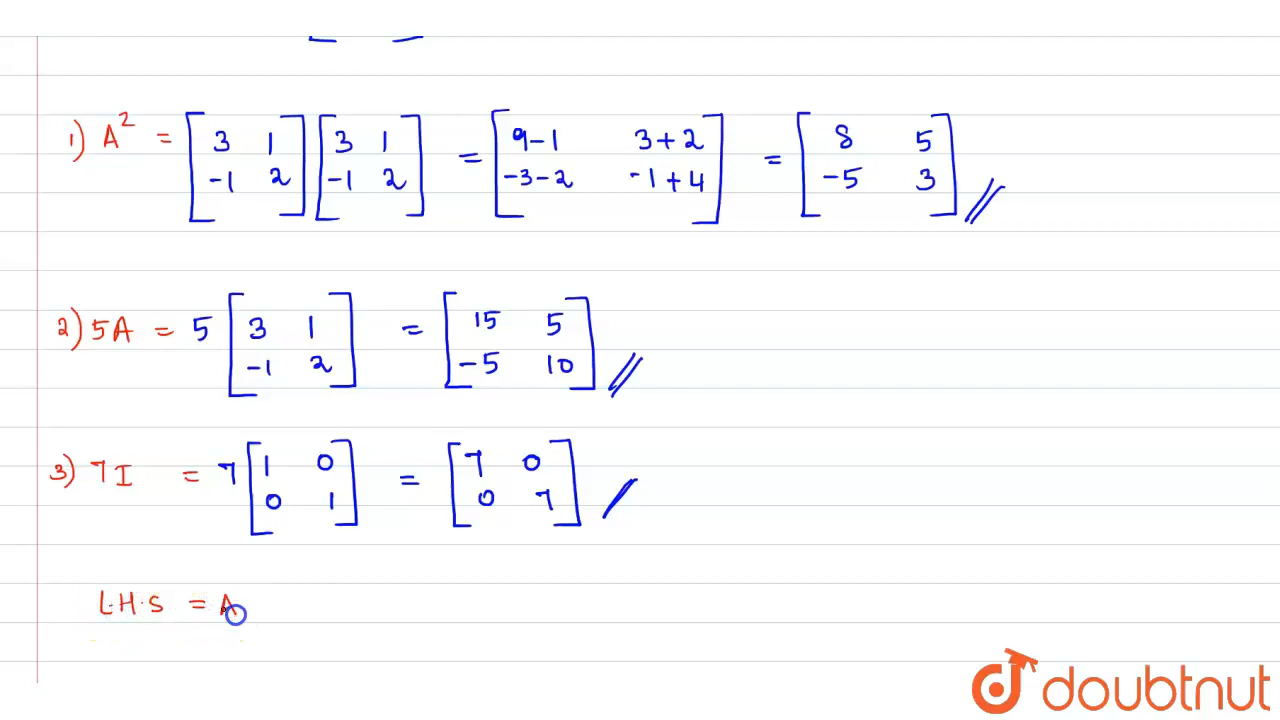 1) A² = [3 1; -1 2] [3 1; -1 2] = [9-1 3+2; -3-2 -1+4] = [8 5; -5 3] //
2) 5A = 5 [3 1; -1 2] = [15 5; -5 10] //
3) 7I = 7 [1 0; 0 1] = [7 0; 0 7] /
L.H.S = A
doubtnut